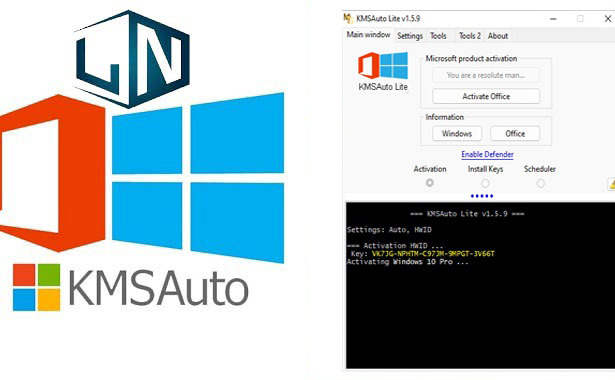 LN
KMSAuto
KMSAuto Lite v1.5.9
Main window Settings Tools Tools 2 About
Microsoft product activation
You are a resolute man...
Activate Office
KMSAuto Lite
Information
Windows Office
Enable Defender
Activation Install Keys Scheduler
=== KMSAuto Lite v1.5.9 ===
Settings: Auto, HWID
=== Activation HWID ...
Key: VK7JG-NPHTM-C97JM-9MPGT-3V66T
Activating Windows 10 Pro ...